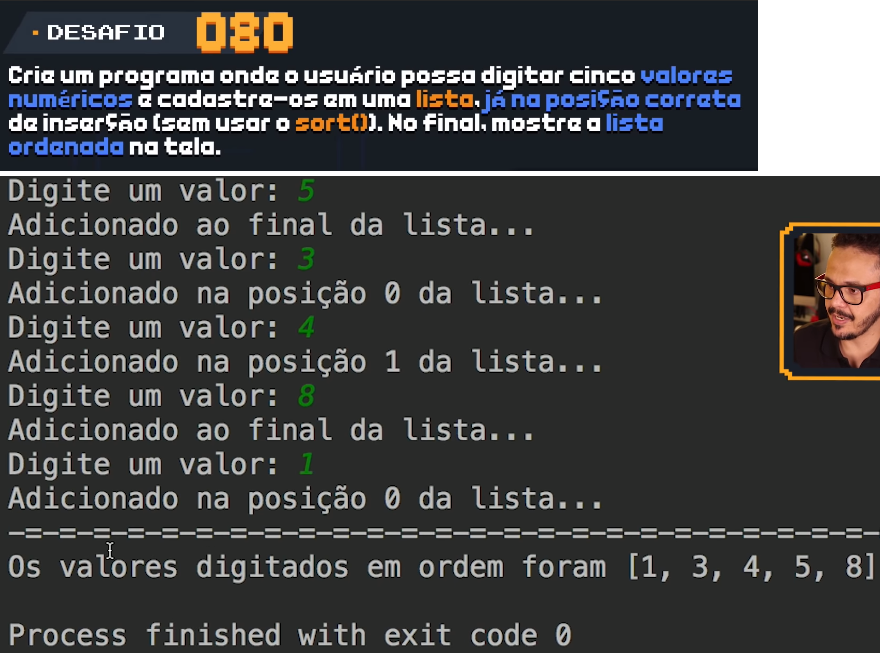 DESAFIO 080
Crie um programa onde o usuário possa digitar cinco valores
numéricos e cadastre-os em uma lista, já na posição correta
de inserção (sem usar o sort()). No final, mostre a lista
ordenada na tela.
Digite um valor: 5
Adicionado ao final da lista...
Digite um valor: 3
Adicionado na posição 0 da lista...
Digite um valor: 4
Adicionado na posição 1 da lista...
Digite um valor: 8
Adicionado ao final da lista...
Digite um valor: 1
Adicionado na posição 0 da lista...
-=-=-=-=-=-=-=-=-=-=-=-=-=-=-=-=-=-=-=-=-=-=-=-=-=-
Os valores digitados em ordem foram [1, 3, 4, 5, 8]
Process finished with exit code 0